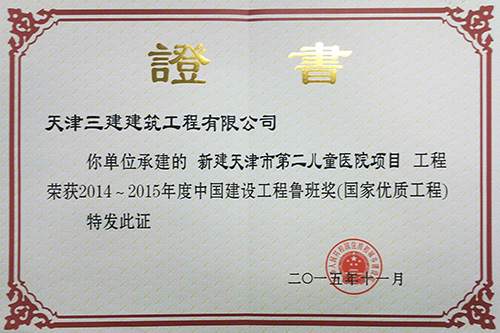 證書
天津三建建筑工程有限公司
你单位承建的 新建天津市第二儿童医院项目 工程
荣获2014～2015年度中国建设工程鲁班奖(国家优质工程)
特发此证
二〇一五年十一月